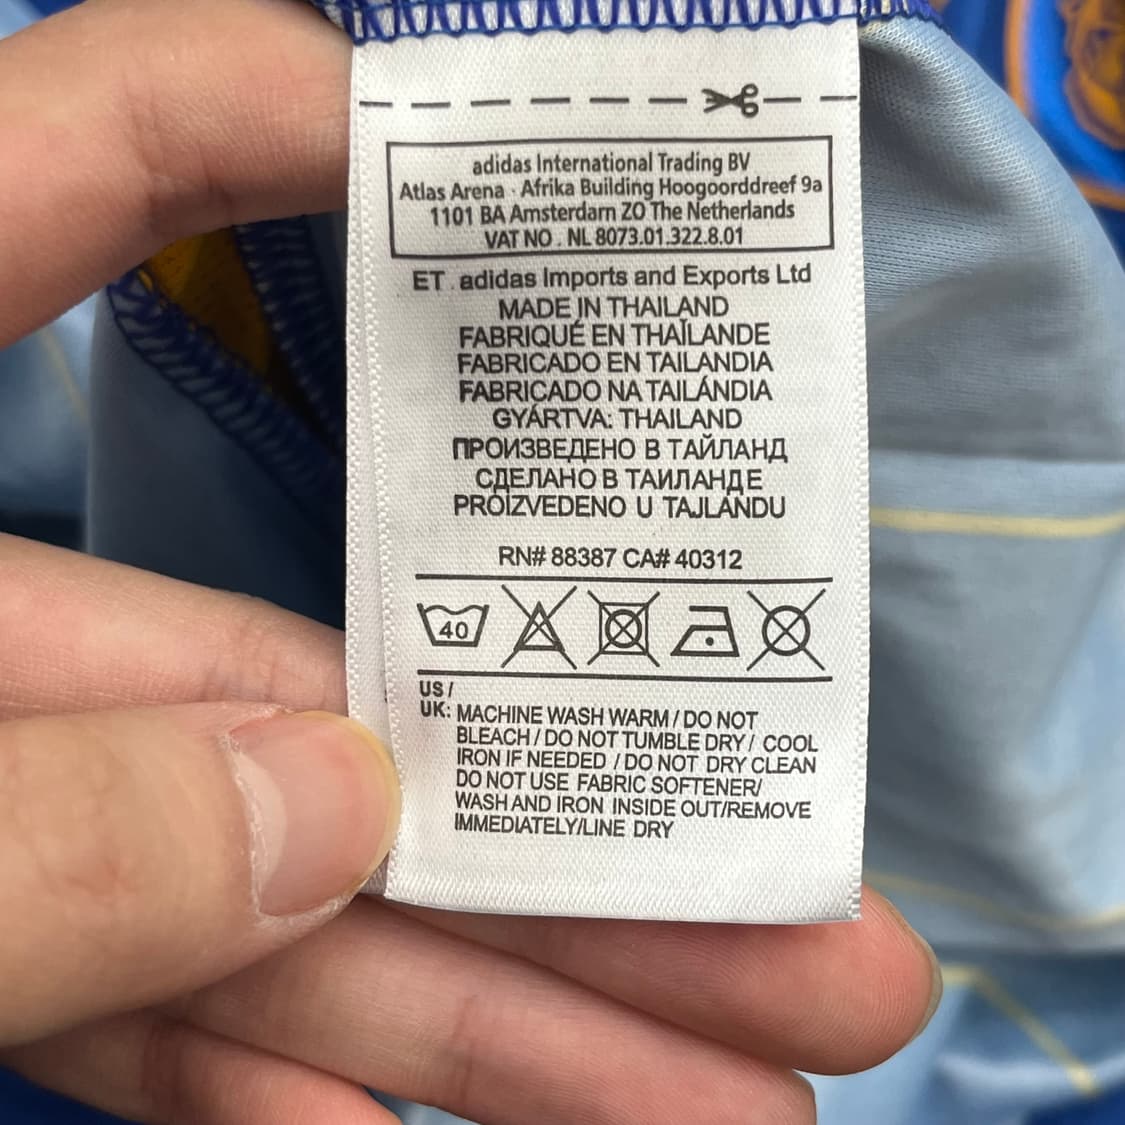 adidas International Trading BV
Atlas Arena · Afrika Building Hoogoorddreef 9a
1101 BA Amsterdam ZO The Netherlands
VAT NO . NL 8073.01.322.8.01
ET . adidas Imports and Exports Ltd
MADE IN THAILAND
FABRIQUÉ EN THAÏLANDE
FABRICADO EN TAILANDIA
FABRICADO NA TAILÁNDIA
GYÁRTVA: THAILAND
ПРОИЗВЕДЕНО В ТАЙЛАНД
СДЕЛАНО В ТАИЛАНДЕ
PROIZVEDENO U TAJLANDU
RN# 88387 CA# 40312
40
US /
UK: MACHINE WASH WARM / DO NOT
BLEACH / DO NOT TUMBLE DRY / COOL
IRON IF NEEDED / DO NOT DRY CLEAN
DO NOT USE FABRIC SOFTENER/
WASH AND IRON INSIDE OUT/REMOVE
IMMEDIATELY/LINE DRY